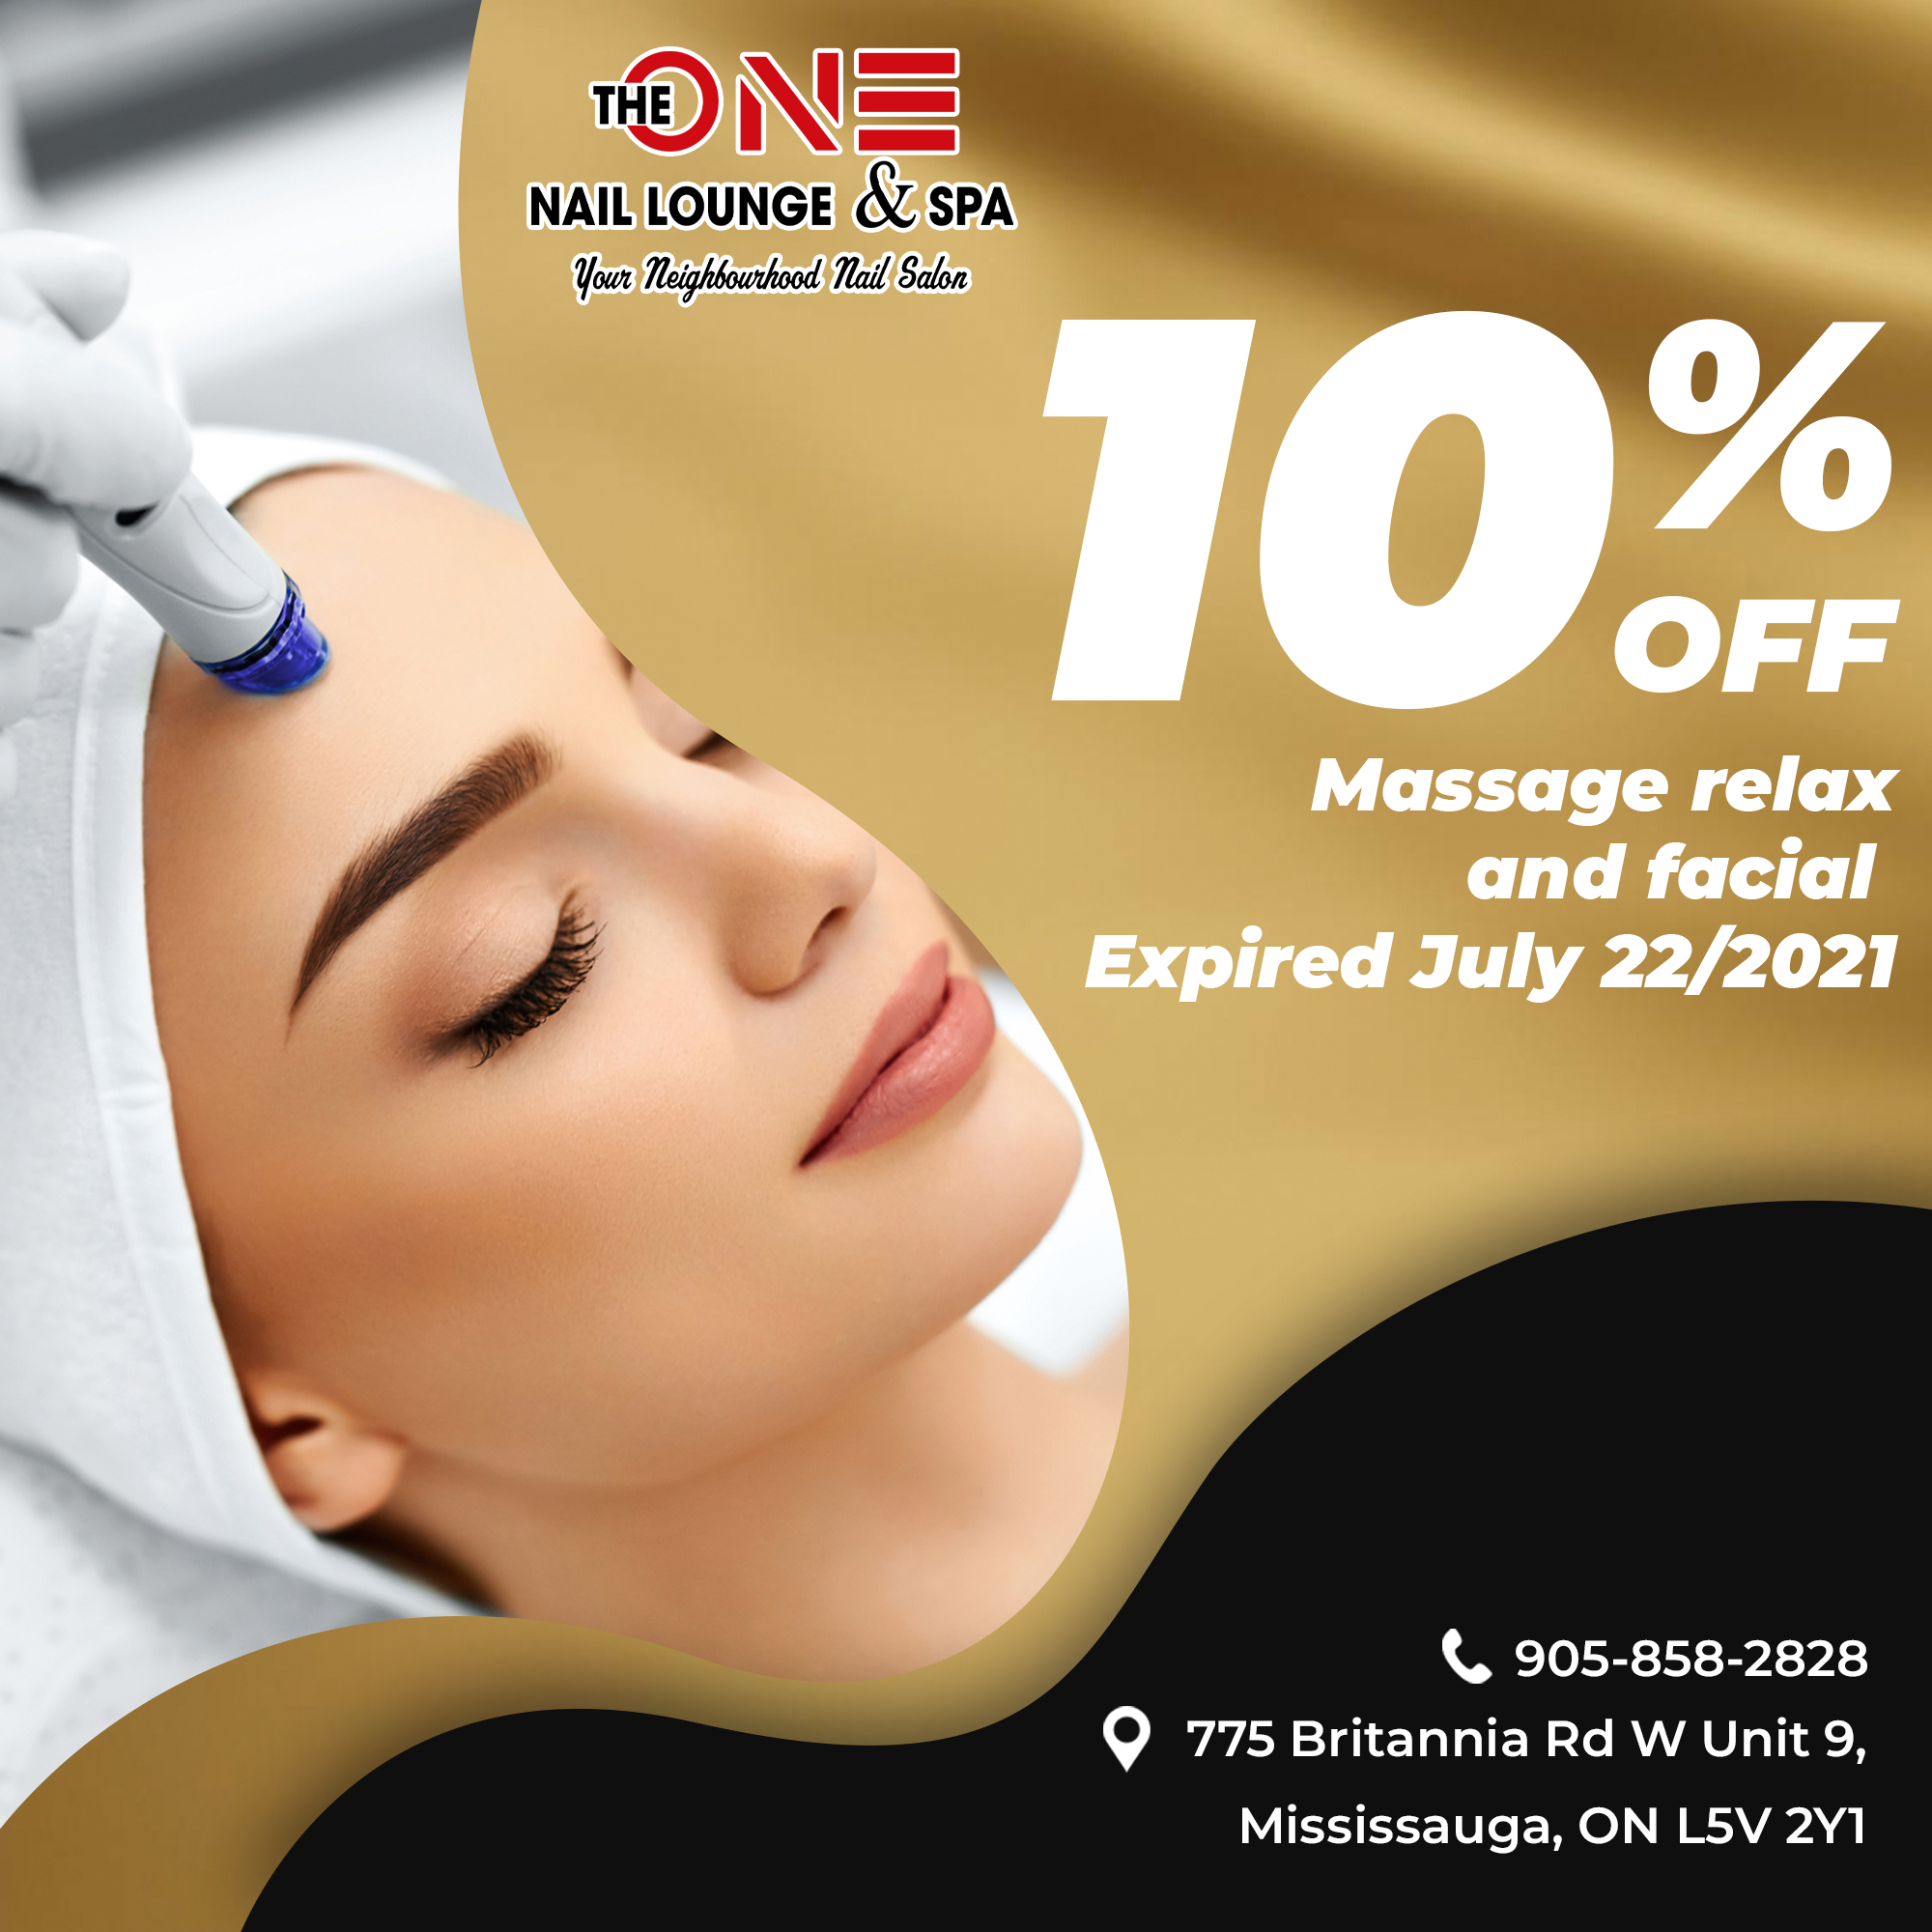 THE ONE
NAIL LOUNGE & SPA
Your Neighbourhood Nail Salon
10%
OFF
Massage relax
and facial
Expired July 22/2021
905-858-2828
775 Britannia Rd W Unit 9,
Mississauga, ON L5V 2Y1